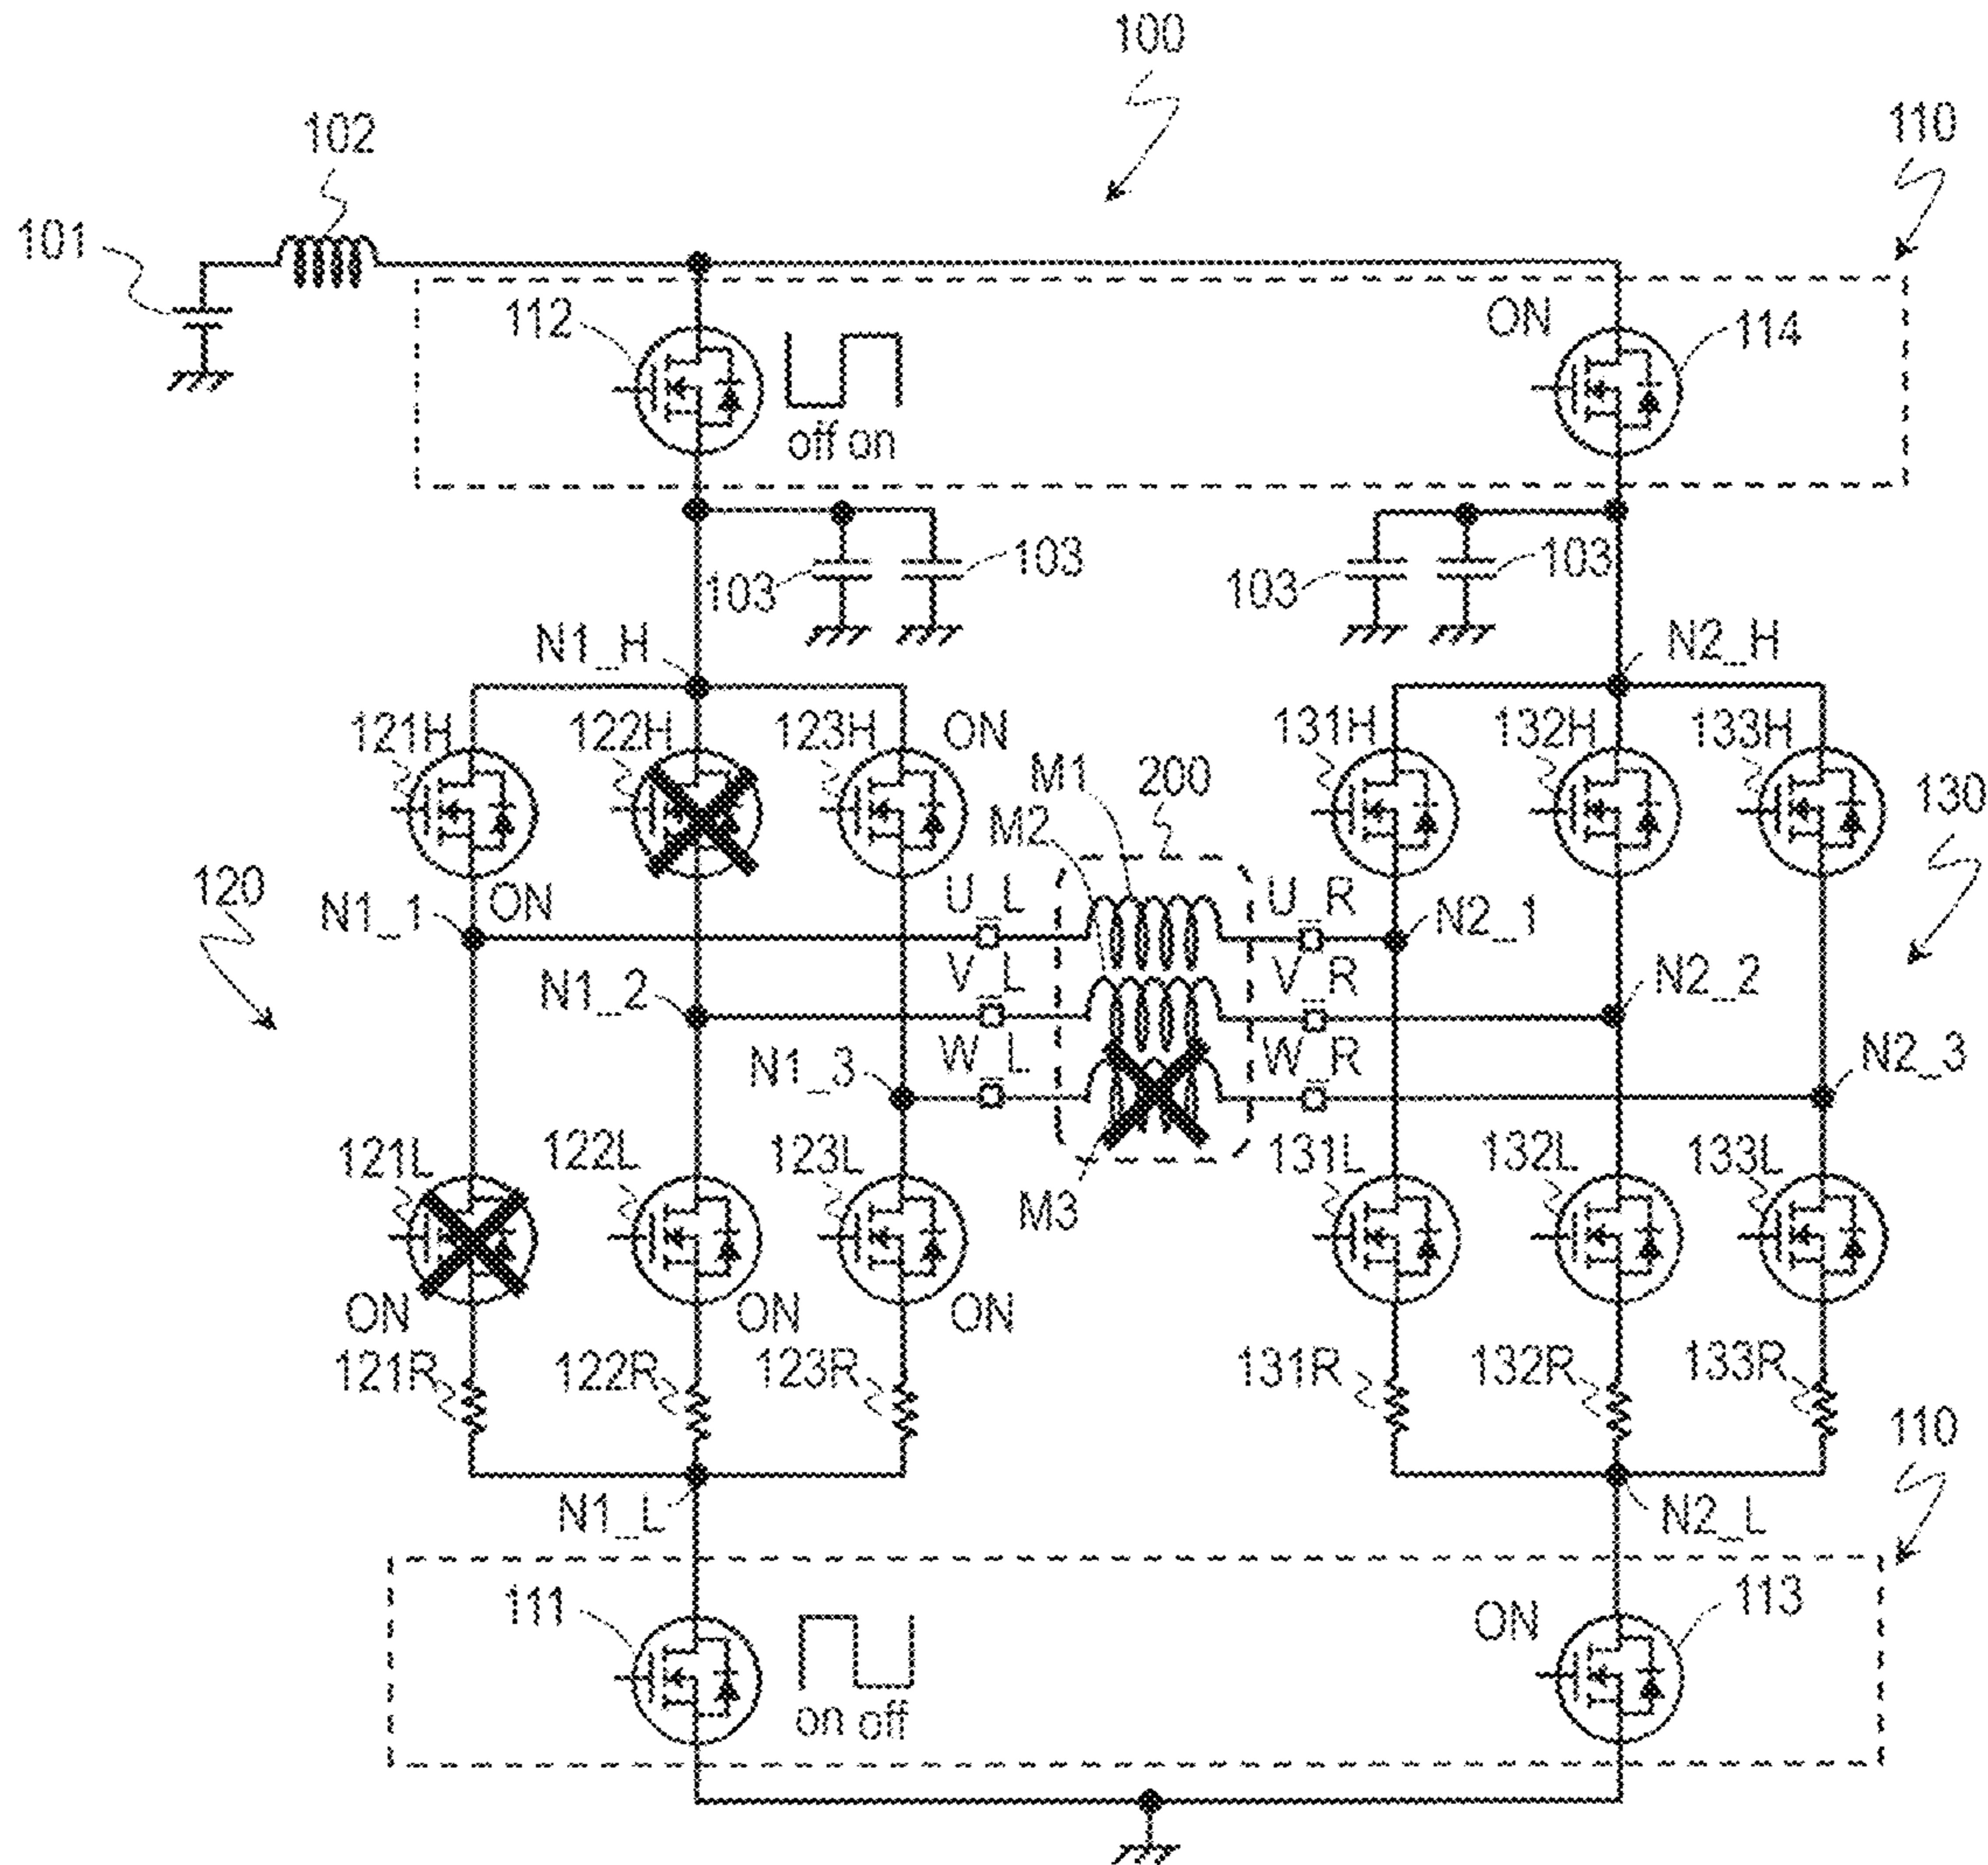 100
110
102
101
112
off on
ON
114
103
103
103
103
N1_H
N2_H
121H
122H
123H
ON
200
M1
M2
131H
132H
133H
130
120
N1_1
ON
U_L
U_R
N2_1
V_L
V_R
N1_2
N2_2
W_L
W_R
N1_3
N2_3
121L
122L
123L
M3
131L
132L
133L
ON
ON
ON
121R
122R
123R
131R
132R
133R
110
N1_L
N2_L
111
on off
ON
113